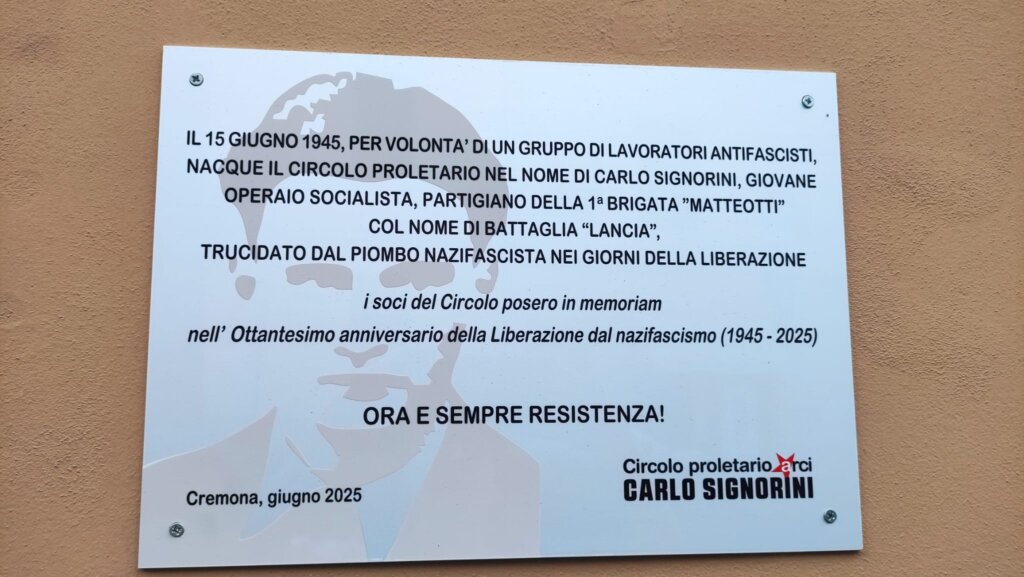 IL 15 GIUGNO 1945, PER VOLONTA' DI UN GRUPPO DI LAVORATORI ANTIFASCISTI,
NACQUE IL CIRCOLO PROLETARIO NEL NOME DI CARLO SIGNORINI, GIOVANE
OPERAIO SOCIALISTA, PARTIGIANO DELLA 1ª BRIGATA "MATTEOTTI"
COL NOME DI BATTAGLIA "LANCIA",
TRUCIDATO DAL PIOMBO NAZIFASCISTA NEI GIORNI DELLA LIBERAZIONE
i soci del Circolo posero in memoriam
nell' Ottantesimo anniversario della Liberazione dal nazifascismo (1945 - 2025)
ORA E SEMPRE RESISTENZA!
Cremona, giugno 2025
Circolo proletario arci
CARLO SIGNORINI